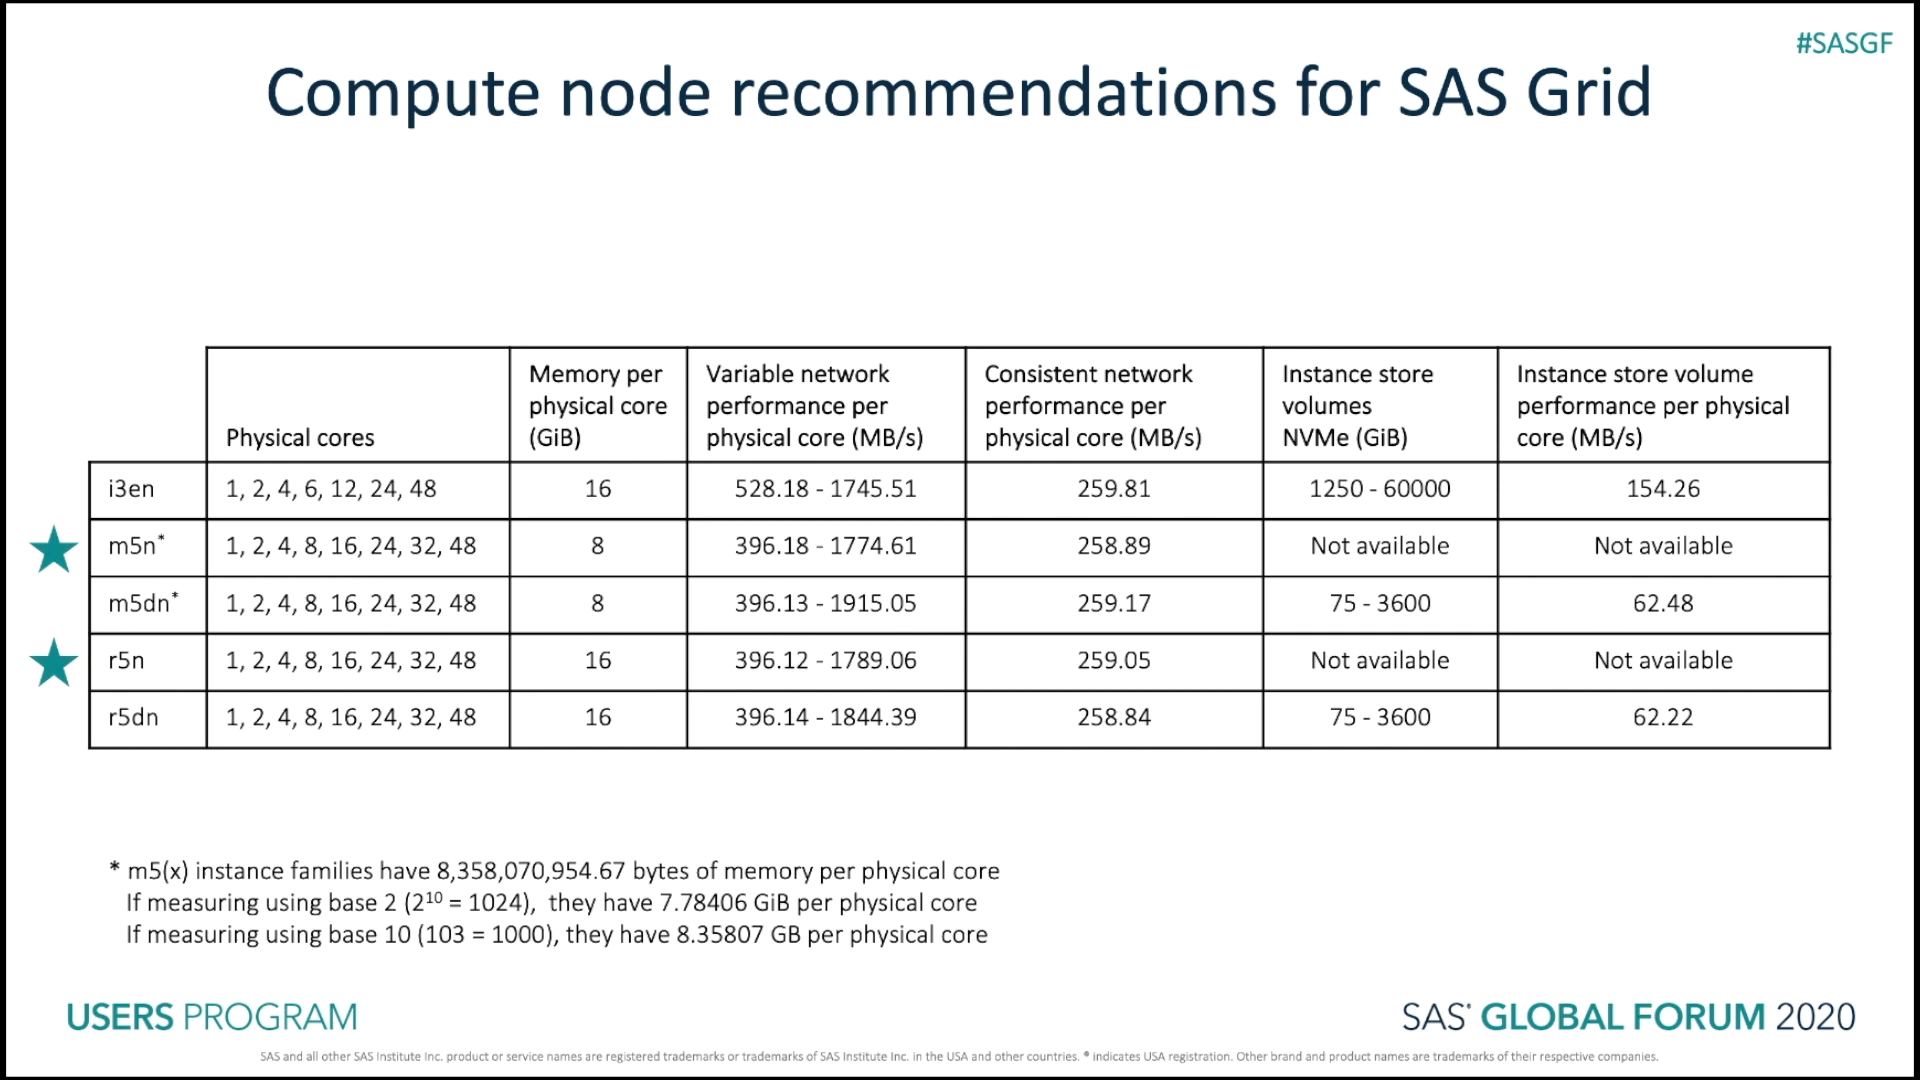 #SASGF
Compute node recommendations for SAS Grid
Physical cores
Memory per
physical core
(GiB)
Variable network
performance per
physical core (MB/s)
Consistent network
performance per
physical core (MB/s)
Instance store
volumes
NVMe (GiB)
Instance store volume
performance per physical
core (MB/s)
i3en 1, 2, 4, 6, 12, 24, 48 16 528.18 - 1745.51 259.81 1250 - 60000 154.26
m5n* 1, 2, 4, 8, 16, 24, 32, 48 8 396.18 - 1774.61 258.89 Not available Not available
m5dn* 1, 2, 4, 8, 16, 24, 32, 48 8 396.13 - 1915.05 259.17 75 - 3600 62.48
r5n 1, 2, 4, 8, 16, 24, 32, 48 16 396.12 - 1789.06 259.05 Not available Not available
r5dn 1, 2, 4, 8, 16, 24, 32, 48 16 396.14 - 1844.39 258.84 75 - 3600 62.22
* m5(x) instance families have 8,358,070,954.67 bytes of memory per physical core
If measuring using base 2 (2¹⁰ = 1024), they have 7.78406 GiB per physical core
If measuring using base 10 (103 = 1000), they have 8.35807 GB per physical core
USERS PROGRAM
SAS® GLOBAL FORUM 2020
SAS and all other SAS Institute Inc. product or service names are registered trademarks or trademarks of SAS Institute Inc. in the USA and other countries. ® indicates USA registration. Other brand and product names are trademarks of their respective companies.